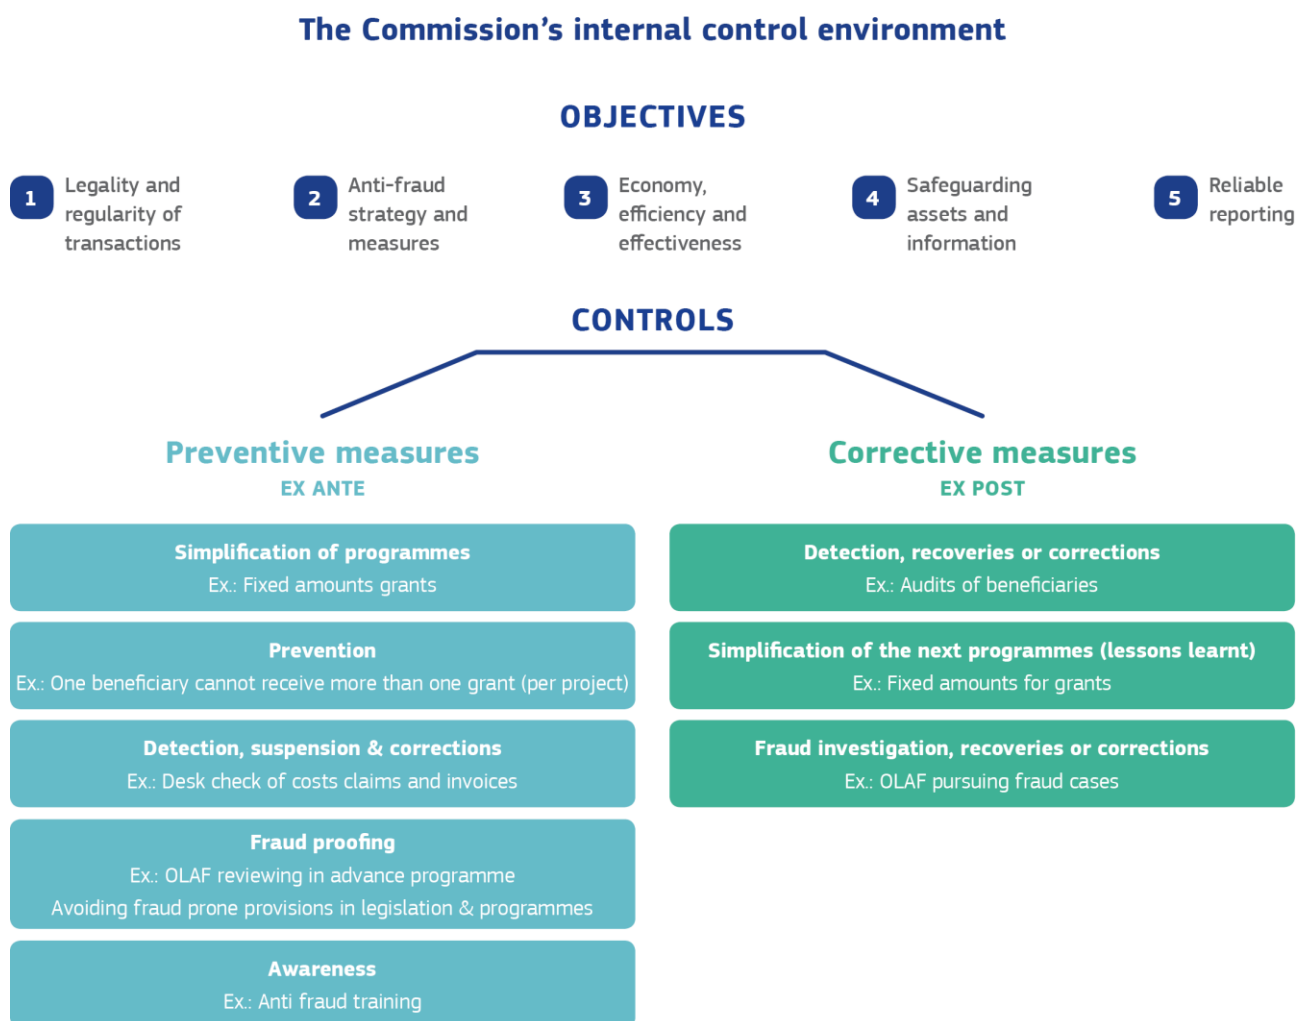 The Commission’s internal control environment
OBJECTIVES
1
Legality and
regularity of
transactions
2
Anti-fraud
strategy and
measures
3
Economy,
efficiency and
effectiveness
4
Safeguarding
assets and
information
5
Reliable
reporting
CONTROLS
Preventive measures
EX ANTE
Simplification of programmes
Ex.: Fixed amounts grants
Prevention
Ex.: One beneficiary cannot receive more than one grant (per project)
Detection, suspension & corrections
Ex.: Desk check of costs claims and invoices
Fraud proofing
Ex.: OLAF reviewing in advance programme
Avoiding fraud prone provisions in legislation & programmes
Awareness
Ex.: Anti fraud training
Corrective measures
EX POST
Detection, recoveries or corrections
Ex.: Audits of beneficiaries
Simplification of the next programmes (lessons learnt)
Ex.: Fixed amounts for grants
Fraud investigation, recoveries or corrections
Ex.: OLAF pursuing fraud cases